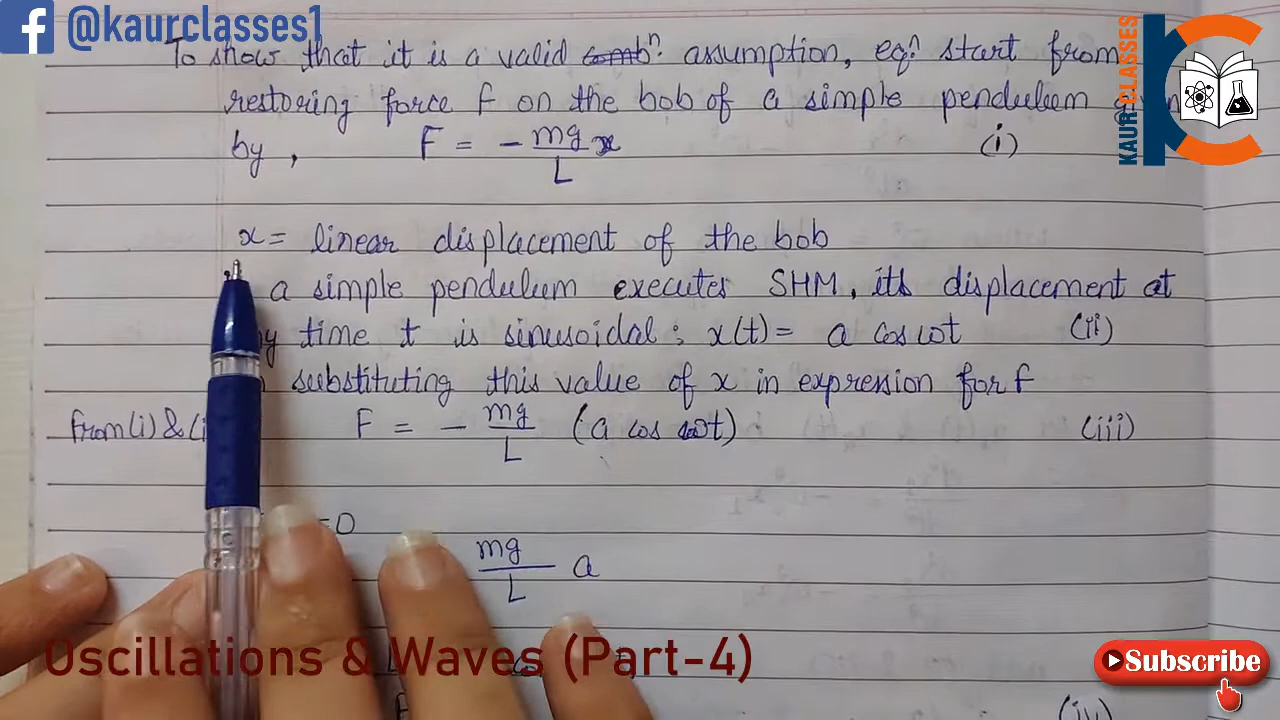 @kaurclasses1
To show that it is a valid assumption, eqn start from
restoring force F on the bob of a simple pendulum given
by, F = - mg/L x (i)
KAUR CLASSES
x = linear displacement of the bob
a simple pendulum executes SHM, its displacement at
time t is sinusoidal: x(t) = a cos ωt (ii)
substituting this value of x in expression for F
from (i) & (i F = - mg/L (a cos ωt) (iii)
=0
mg/L a
Oscillations & Waves (Part-4)
Subscribe
(iv)